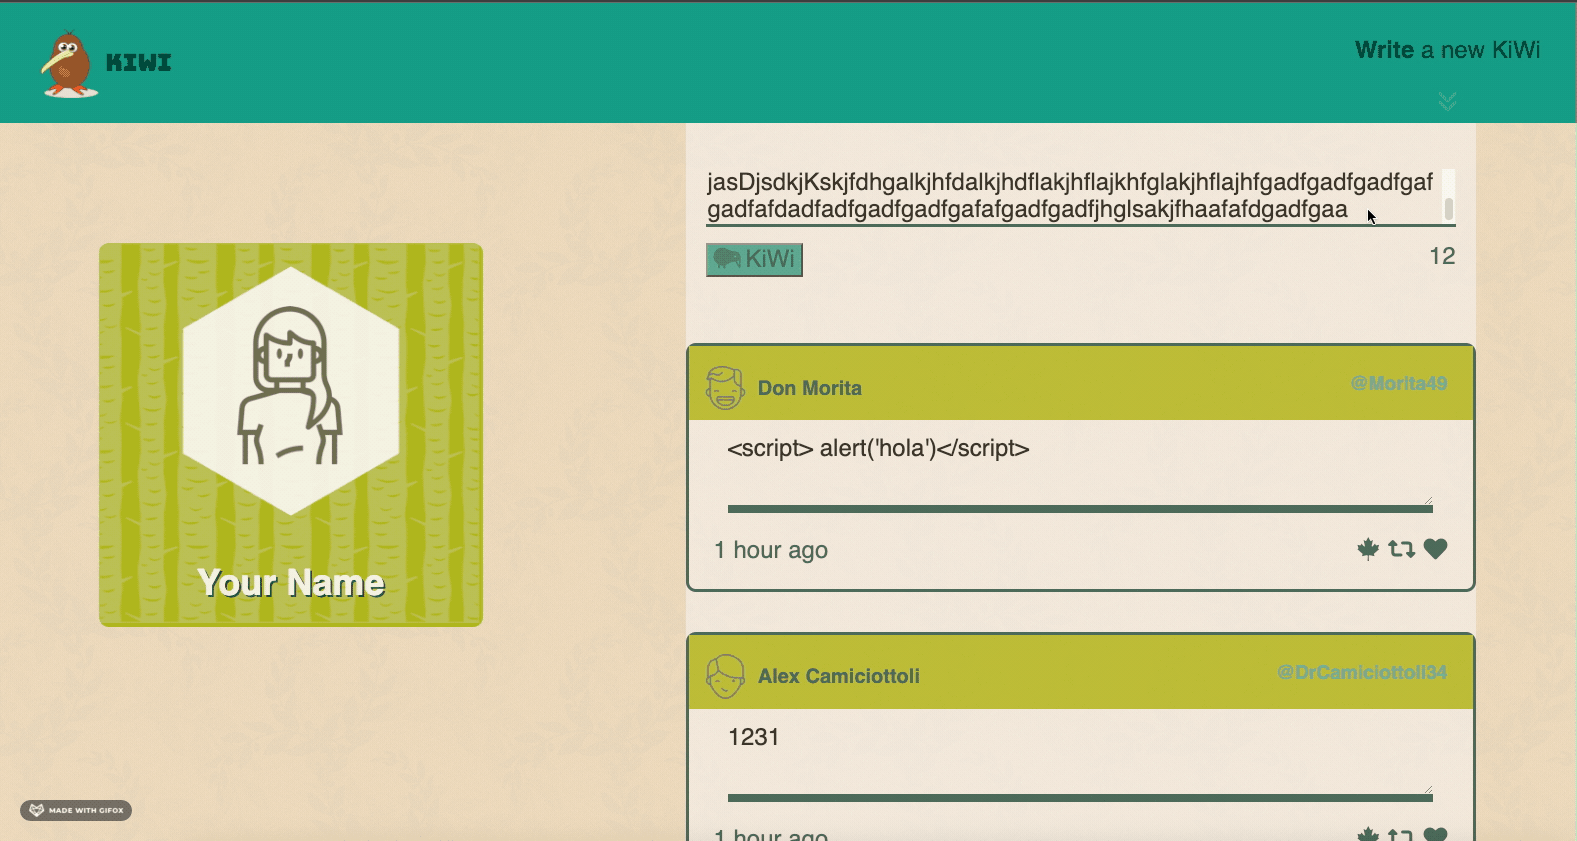 KIWI
Write a new KiWi
jasDjsdkjKskjfdhgalkjhfdalkjhdflakjhflajkhfglakjhflajhfgadfgadfgadfgaf
gadfafdadfadfgadfgadfgafafgadfgadfjhglsakjfhaafafdgadfgaa
KiWi
12
Don Morita
@Morita49
<script> alert('hola')</script>
1 hour ago
Your Name
Alex Camiciottoli
@DrCamiciottoli34
1231
1 hour ago
MADE WITH GIFOX